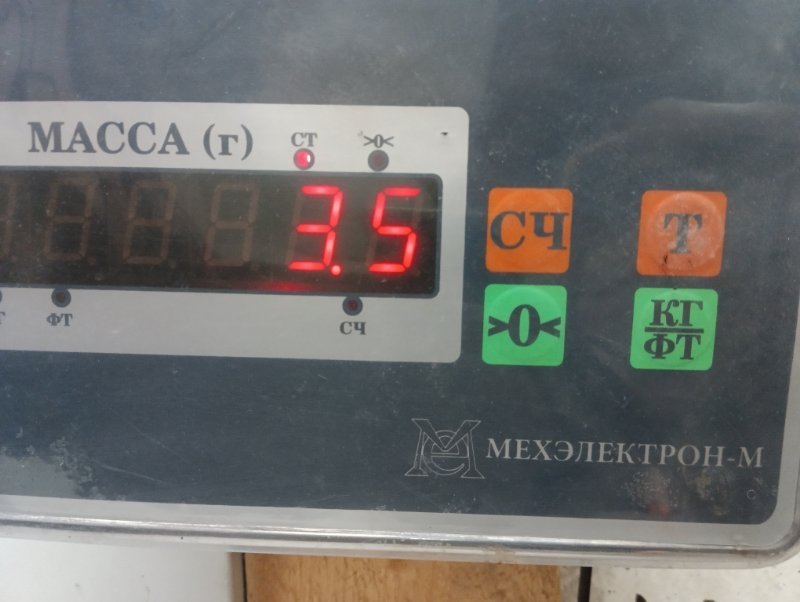 МАССА (г)
СТ
>0<
3.5
ФТ
СЧ
СЧ
Т
>0<
КГ
ФТ
МЕХЭЛЕКТРОН-М